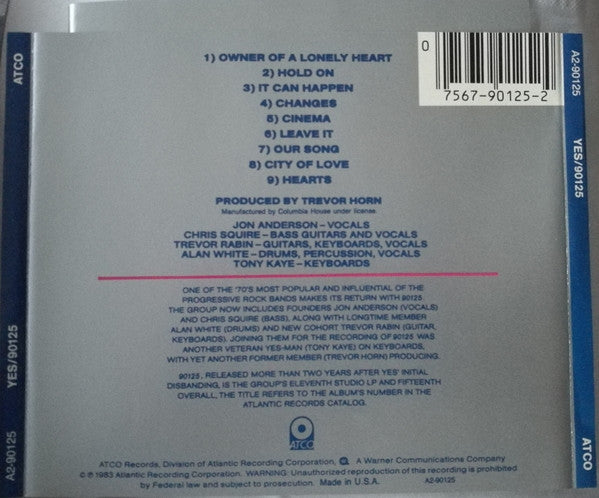 1) OWNER OF A LONELY HEART
2) HOLD ON
3) IT CAN HAPPEN
4) CHANGES
5) CINEMA
6) LEAVE IT
7) OUR SONG
8) CITY OF LOVE
9) HEARTS
PRODUCED BY TREVOR HORN
Manufactured by Columbia House under license.
JON ANDERSON – VOCALS
CHRIS SQUIRE – BASS GUITARS AND VOCALS
TREVOR RABIN – GUITARS, KEYBOARDS, VOCALS
ALAN WHITE – DRUMS, PERCUSSION, VOCALS
TONY KAYE – KEYBOARDS
ONE OF THE '70'S MOST POPULAR AND INFLUENTIAL OF THE
PROGRESSIVE ROCK BANDS MAKES ITS RETURN WITH 90125.
THE GROUP NOW INCLUDES FOUNDERS JON ANDERSON (VOCALS)
AND CHRIS SQUIRE (BASS), ALONG WITH LONGTIME MEMBER
ALAN WHITE (DRUMS) AND NEW COHORT TREVOR RABIN (GUITAR,
KEYBOARDS). JOINING THEM FOR THE RECORDING OF 90125 WAS
ANOTHER VETERAN YES-MAN (TONY KAYE) ON KEYBOARDS,
WITH YET ANOTHER FORMER MEMBER (TREVOR HORN) PRODUCING.
90125, RELEASED MORE THAN TWO YEARS AFTER YES' INITIAL
DISBANDING, IS THE GROUP'S ELEVENTH STUDIO LP AND FIFTEENTH
OVERALL. THE TITLE REFERS TO THE ALBUM'S NUMBER IN THE
ATLANTIC RECORDS CATALOG.
ATCO
ATCO Records, Division of Atlantic Recording Corporation, A Warner Communications Company
© ℗ 1983 Atlantic Recording Corporation. WARNING: Unauthorized reproduction of this recording is prohibited
by Federal law and subject to prosecution. Made in U.S.A. A2-90125
0
7567-90125-2
ATCO
YES/90125
A2-90125
A2-90125
YES/90125
ATCO